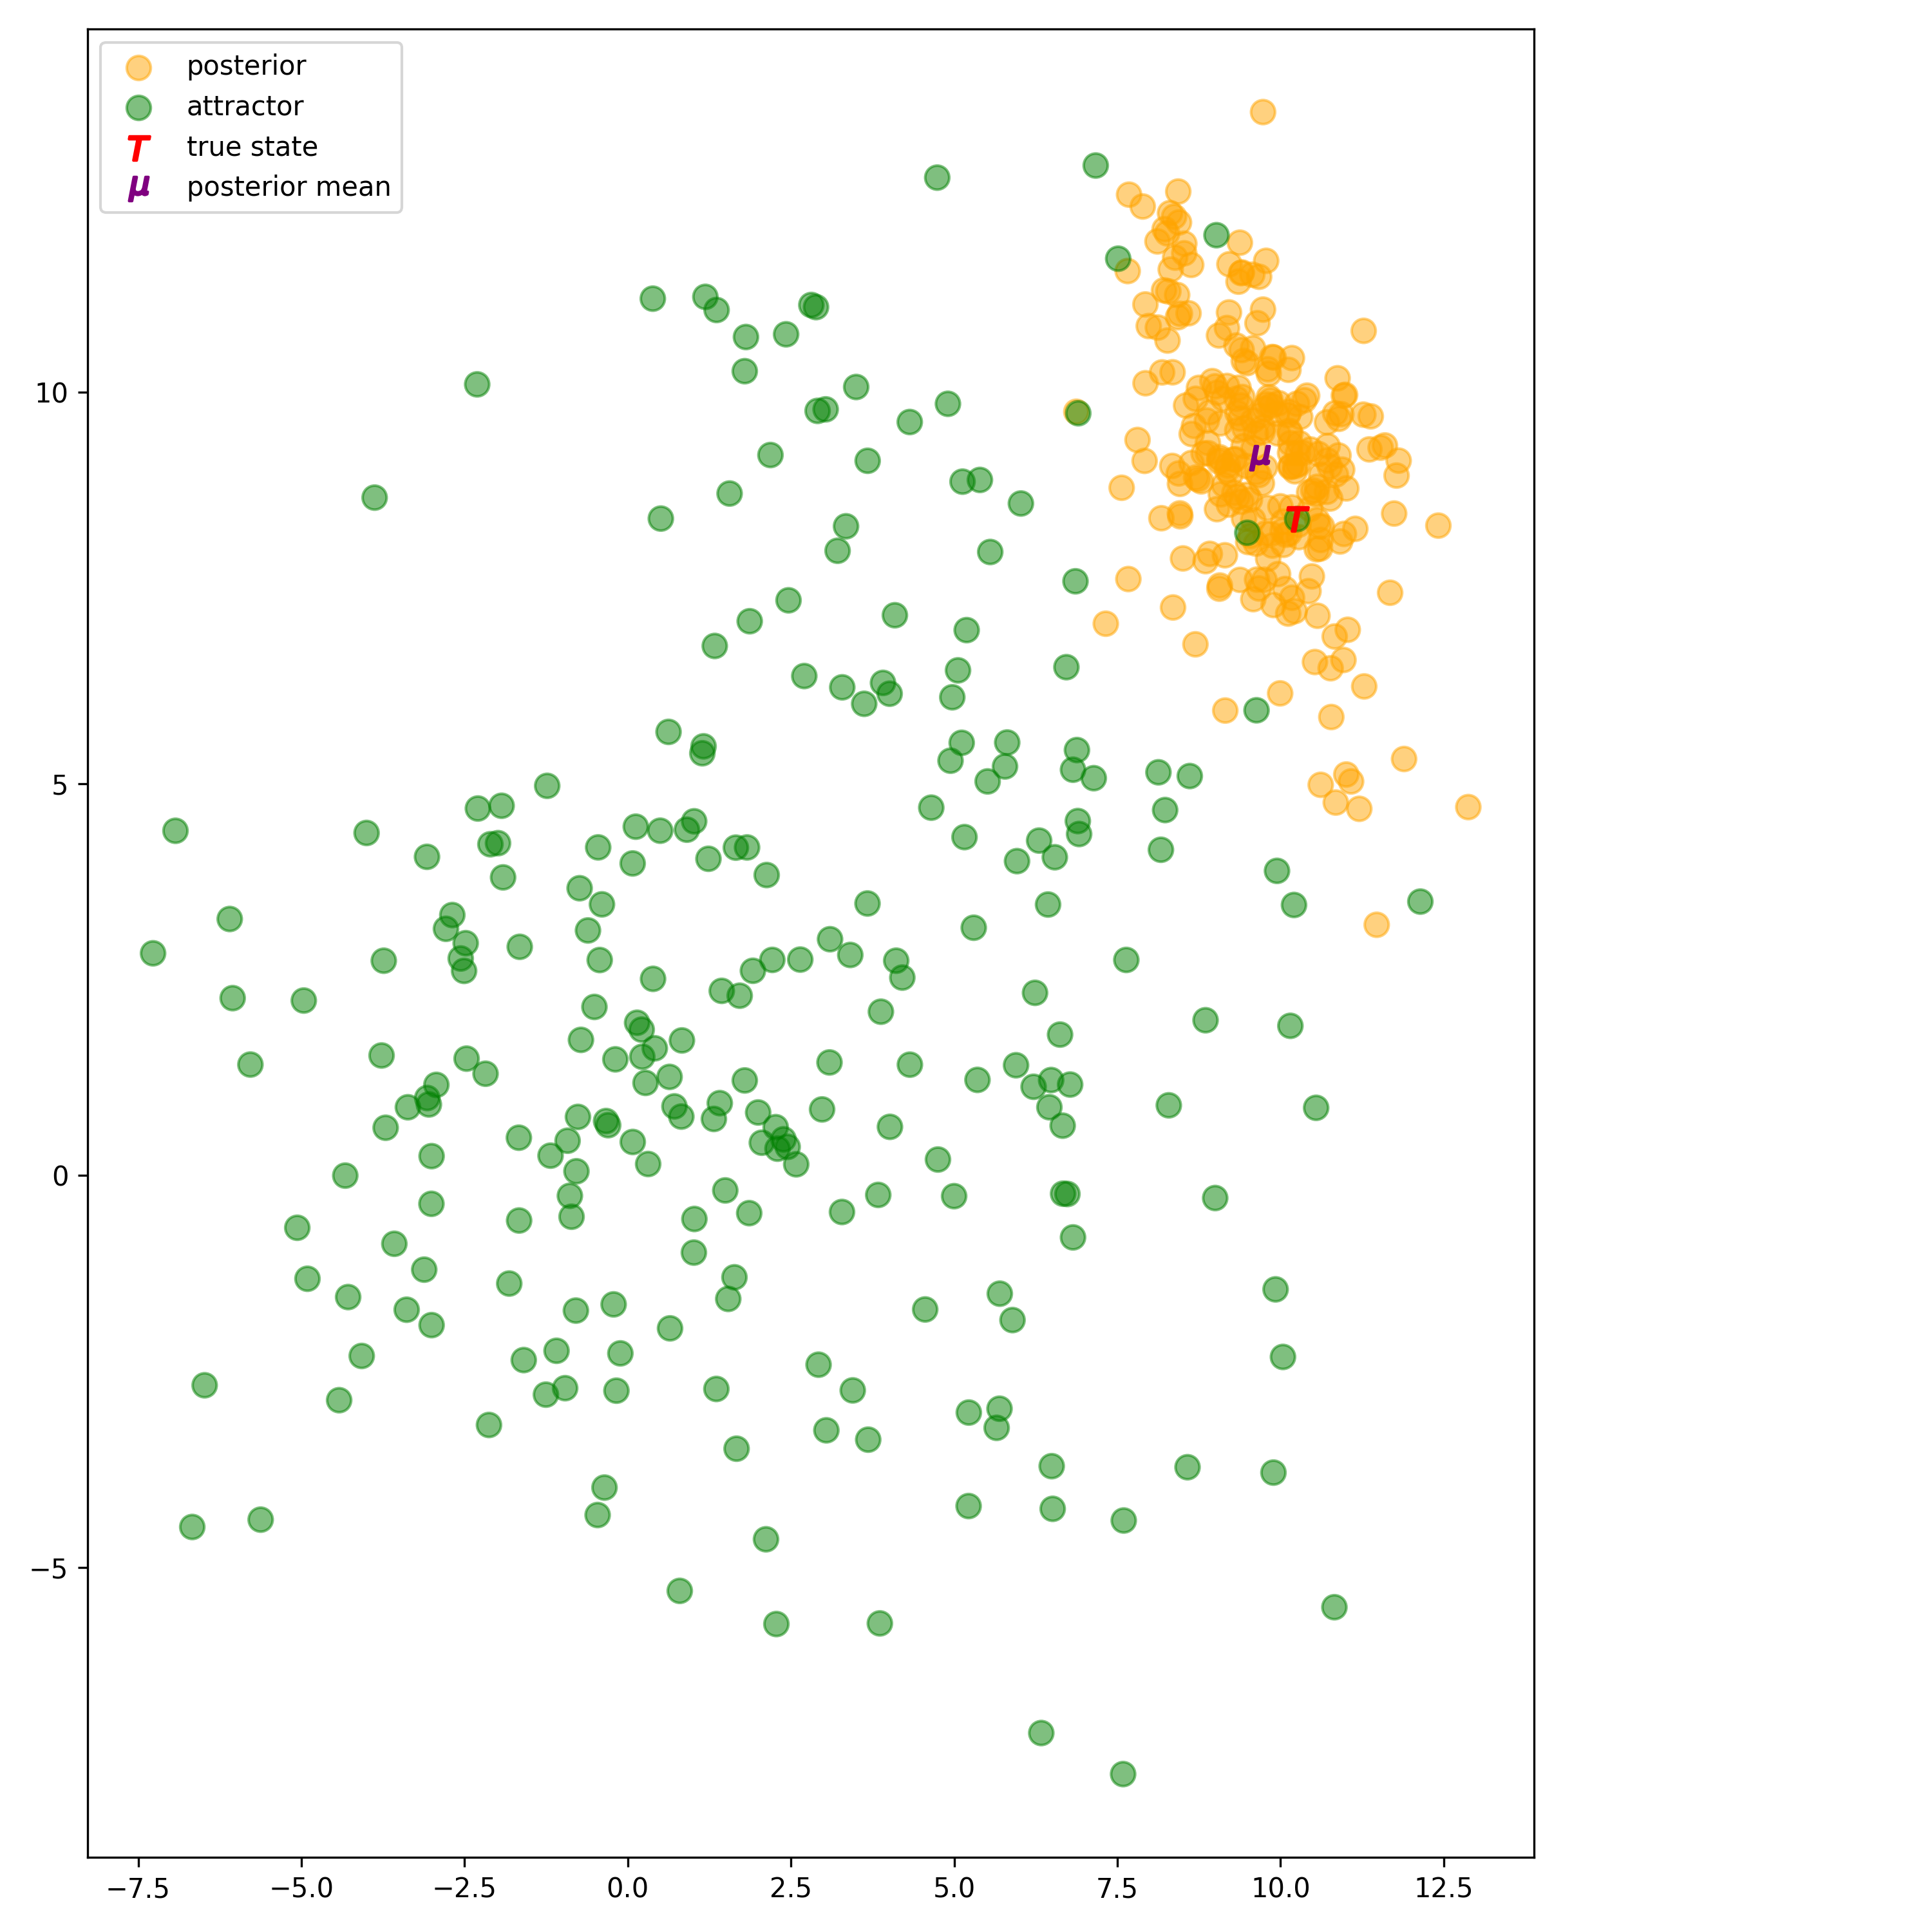 posterior
attractor
T true state
μ posterior mean
10
5
0
−5
μ
T
−7.5 −5.0 −2.5 0.0 2.5 5.0 7.5 10.0 12.5